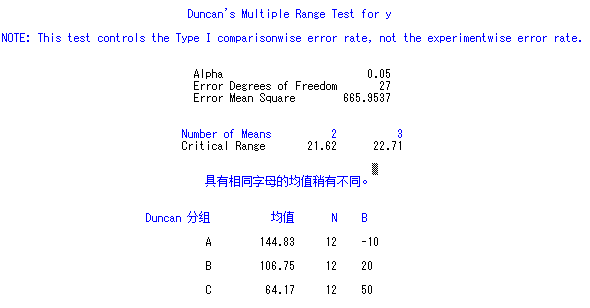 Duncan's Multiple Range Test for y
NOTE: This test controls the Type I comparisonwise error rate, not the experimentwise error rate.
Alpha 0.05
Error Degrees of Freedom 27
Error Mean Square 665.9537
Number of Means 2 3
Critical Range 21.62 22.71
具有相同字母的均值稍有不同。
Duncan 分组 均值 N B
A 144.83 12 -10
B 106.75 12 20
C 64.17 12 50